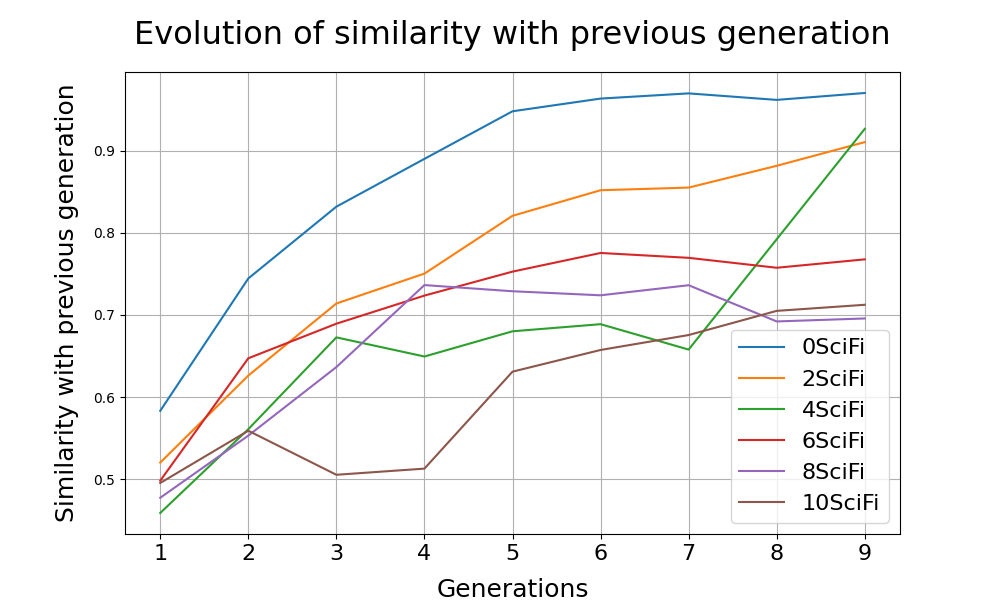 Evolution of similarity with previous generation
Similarity with previous generation
0.9
0.8
0.7
0.6
0.5
1 2 3 4 5 6 7 8 9
Generations
0SciFi
2SciFi
4SciFi
6SciFi
8SciFi
10SciFi